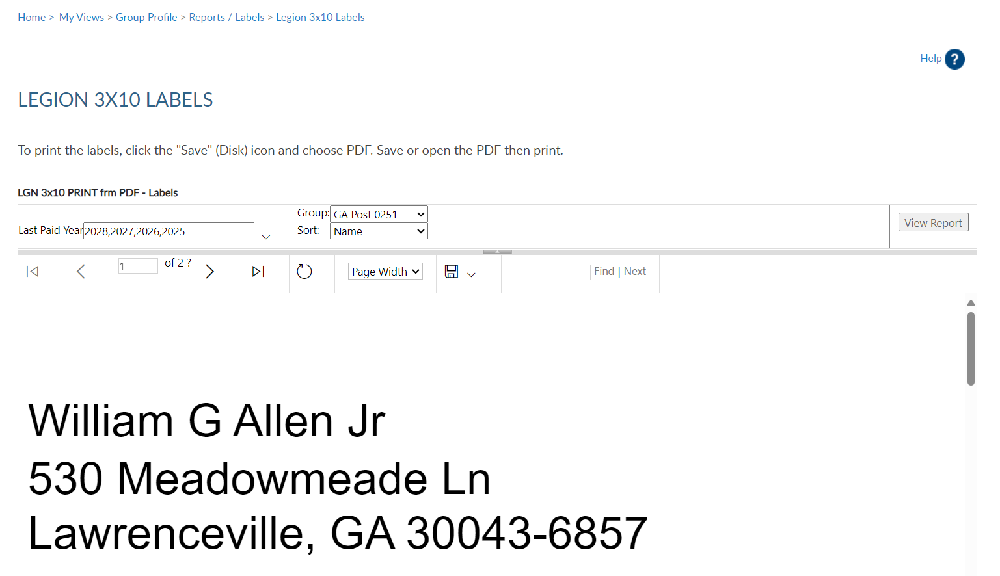 Home > My Views > Group Profile > Reports / Labels > Legion 3x10 Labels
Help ?
LEGION 3X10 LABELS
To print the labels, click the "Save" (Disk) icon and choose PDF. Save or open the PDF then print.
LGN 3x10 PRINT frm PDF - Labels
Group: GA Post 0251
Last Paid Year 2028,2027,2026,2025
Sort: Name
View Report
1 of 2 ?
Page Width
Find | Next
William G Allen Jr
530 Meadowmeade Ln
Lawrenceville, GA 30043-6857